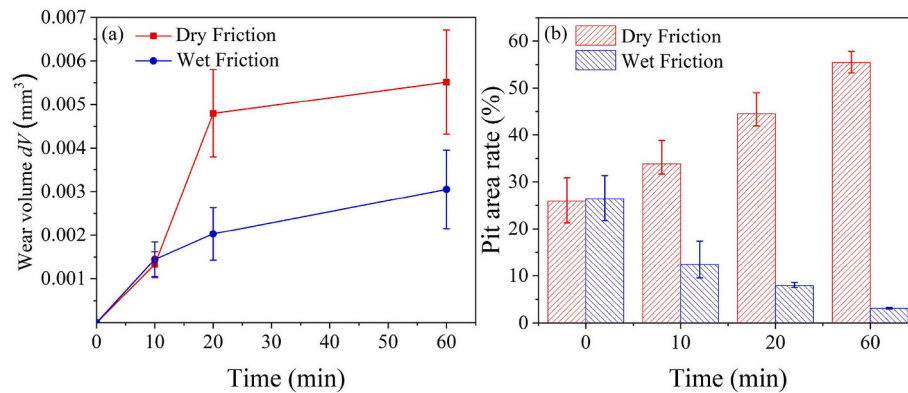 (a)
Dry Friction
Wet Friction
0.007
0.006
0.005
0.004
0.003
0.002
0.001
Wear volume dV (mm³)
0 10 20 30 40 50 60
Time (min)
(b)
Dry Friction
Wet Friction
60
50
40
30
20
10
0
Pit area rate (%)
0 10 20 60
Time (min)